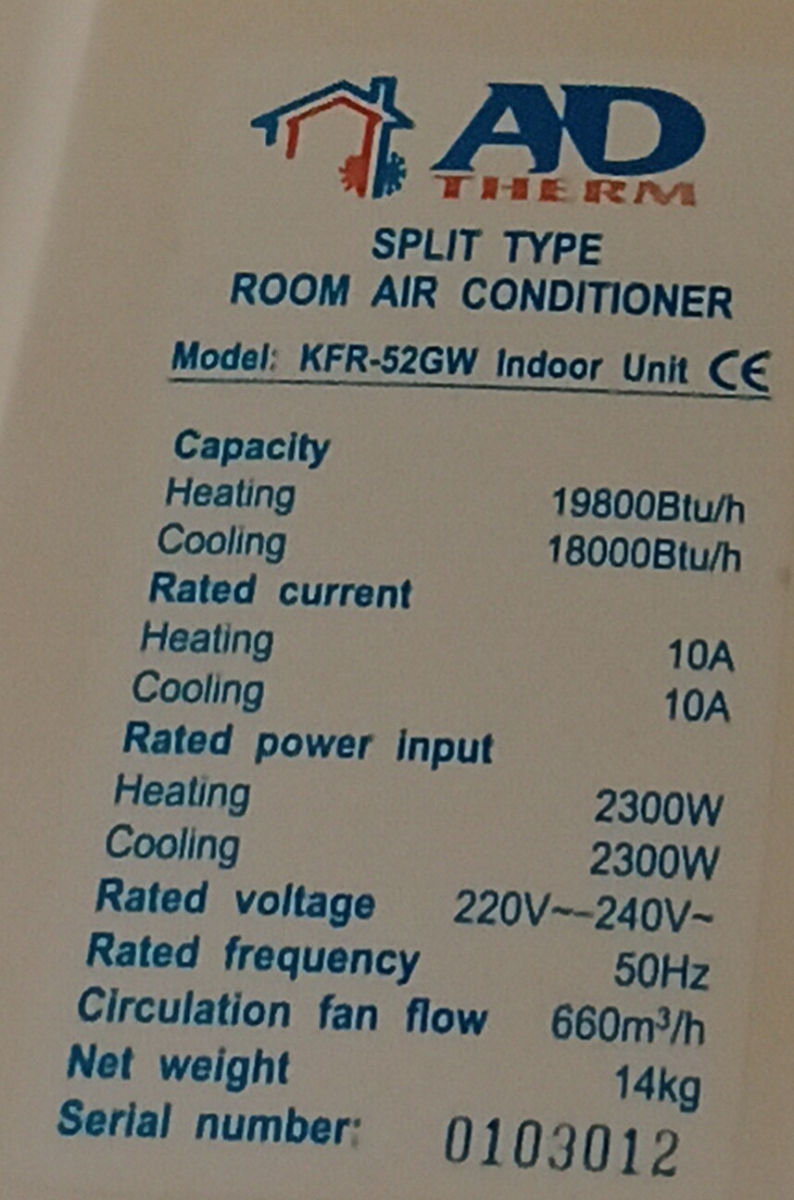 AD
THERM
SPLIT TYPE
ROOM AIR CONDITIONER
Model: KFR-52GW Indoor Unit CE
Capacity
Heating 19800Btu/h
Cooling 18000Btu/h
Rated current
Heating 10A
Cooling 10A
Rated power input
Heating 2300W
Cooling 2300W
Rated voltage 220V~-240V~
Rated frequency 50Hz
Circulation fan flow 660m³/h
Net weight 14kg
Serial number: 0103012